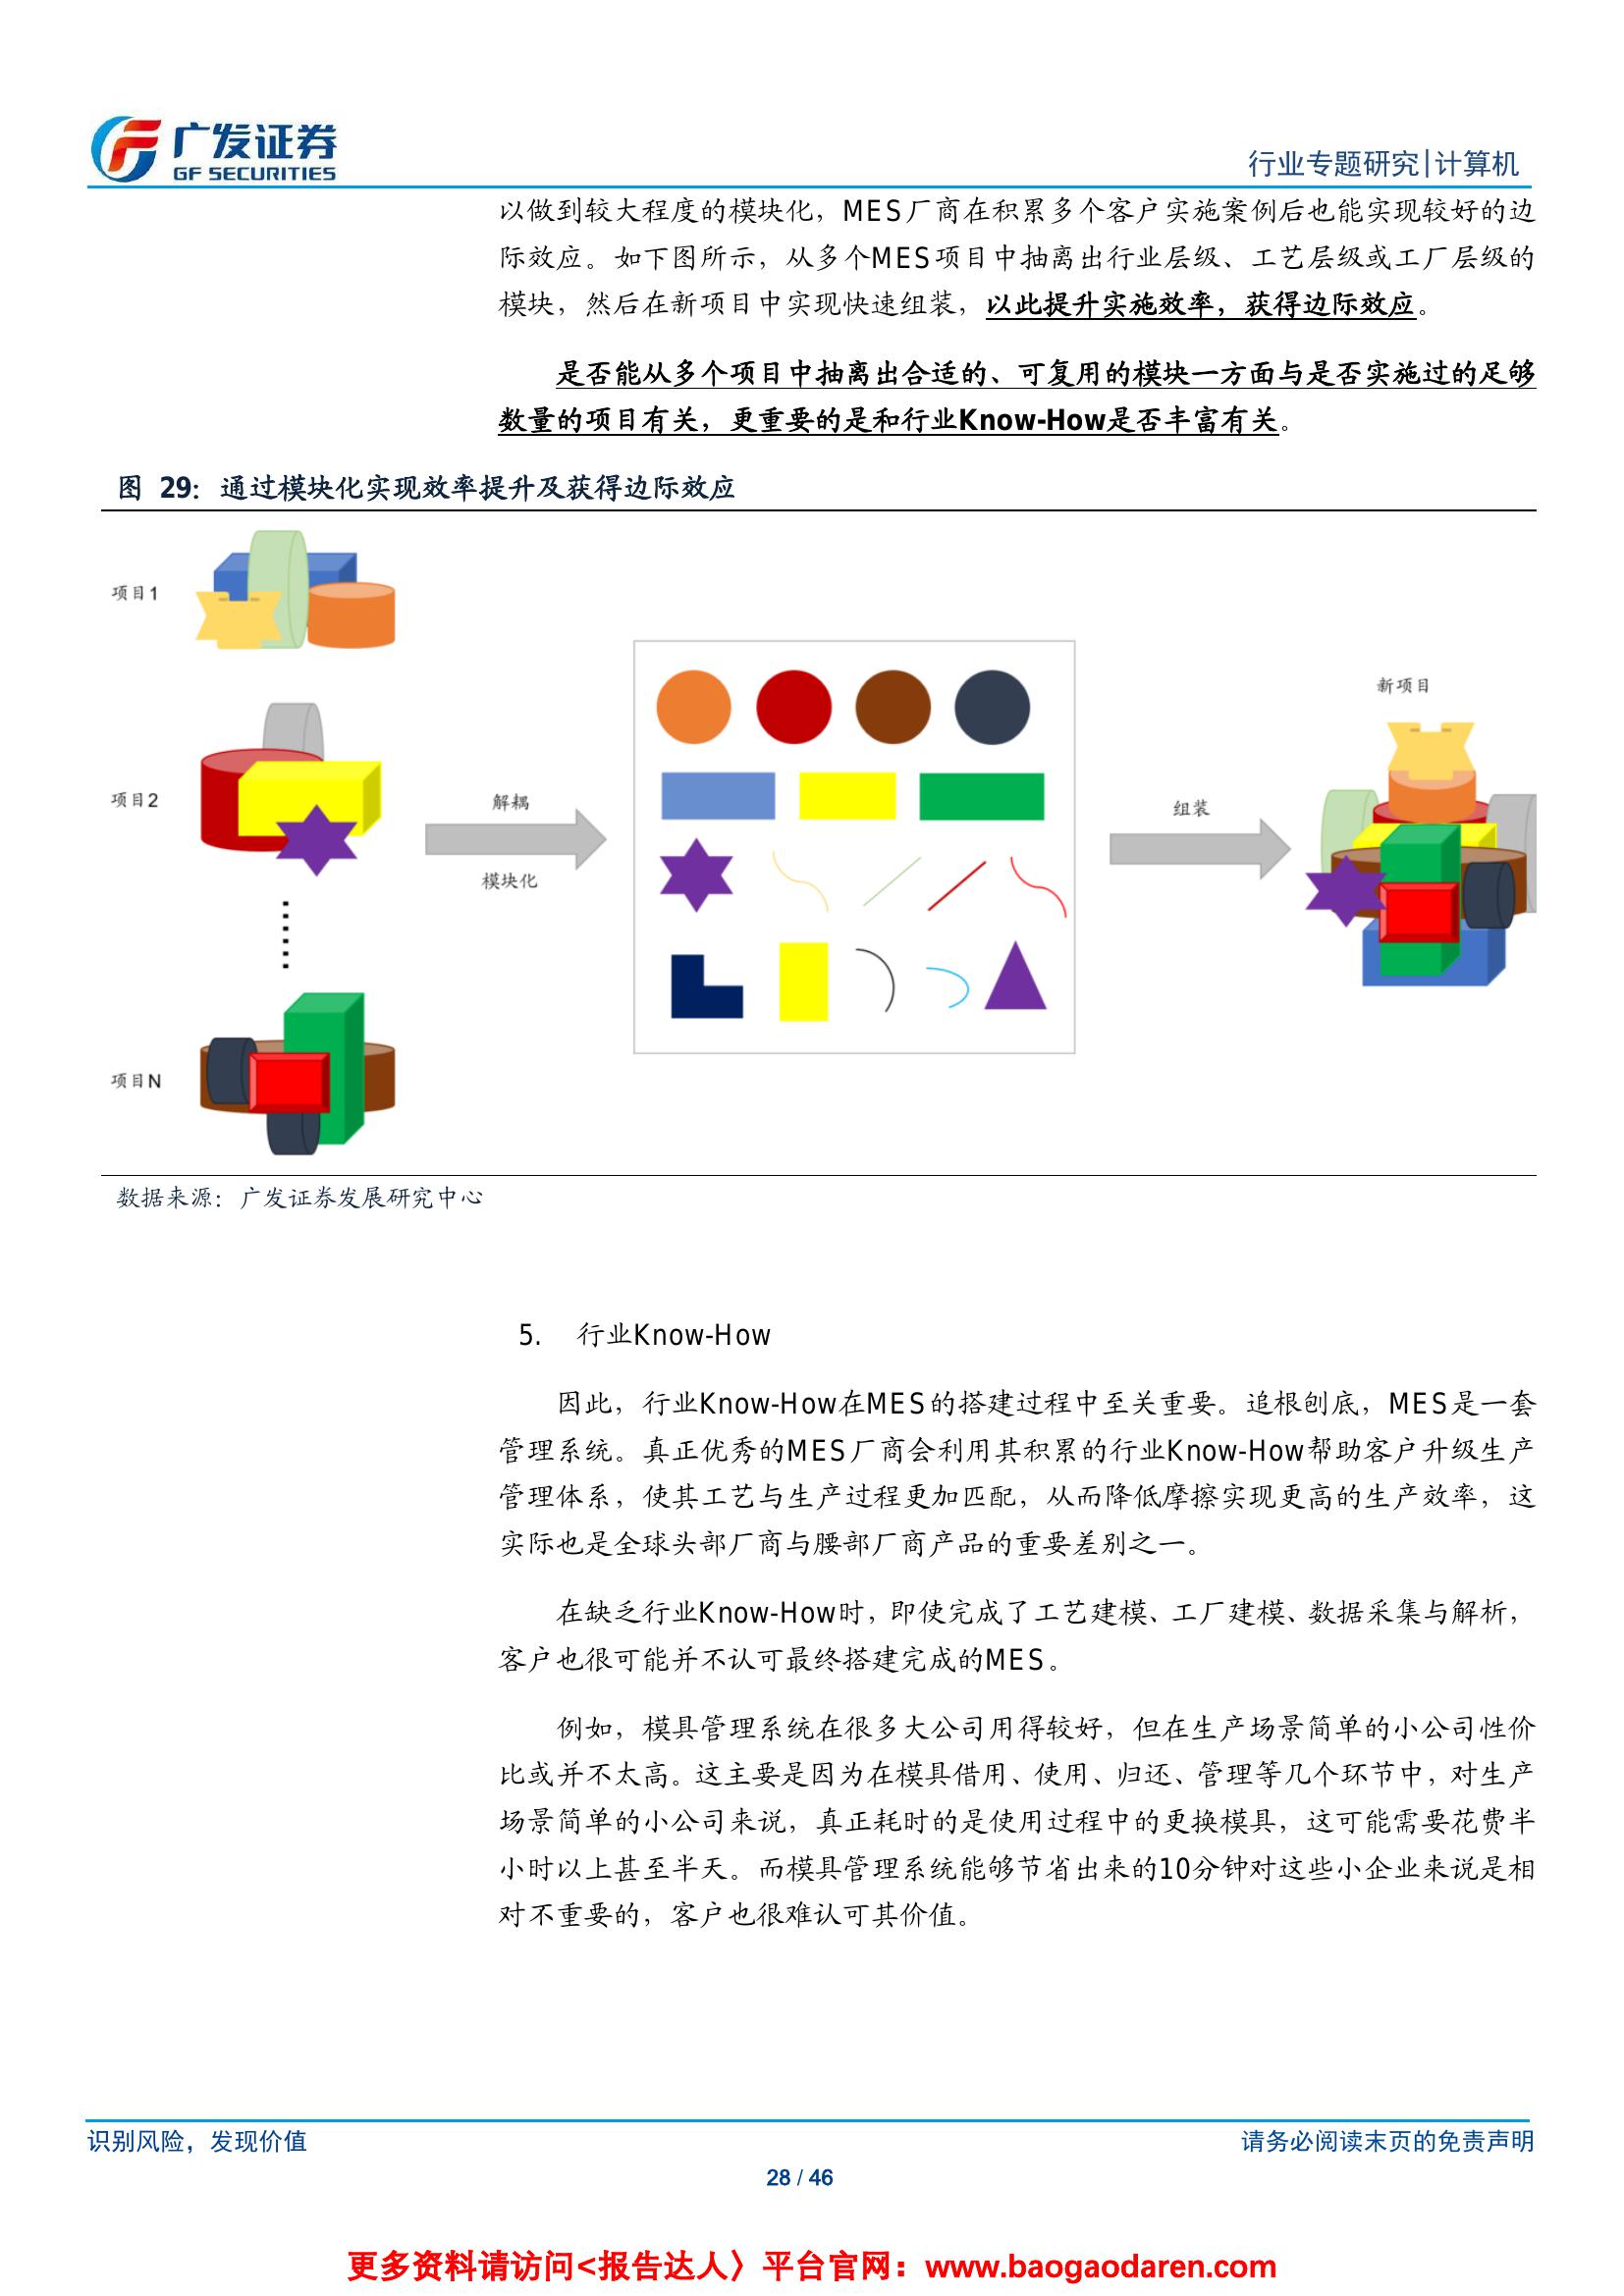 广发证券
GF SECURITIES
行业专题研究|计算机
以做到较大程度的模块化，MES厂商在积累多个客户实施案例后也能实现较好的边
际效应。如下图所示，从多个MES项目中抽离出行业层级、工艺层级或工厂层级的
模块，然后在新项目中实现快速组装，以此提升实施效率，获得边际效应。
是否能从多个项目中抽离出合适的、可复用的模块一方面与是否实施过的足够
数量的项目有关，更重要的是和行业Know-How是否丰富有关。
图 29：通过模块化实现效率提升及获得边际效应
项目1
项目2
项目N
解耦
模块化
组装
新项目
数据来源：广发证券发展研究中心
5. 行业Know-How
因此，行业Know-How在MES的搭建过程中至关重要。追根刨底，MES是一套
管理系统。真正优秀的MES厂商会利用其积累的行业Know-How帮助客户升级生产
管理体系，使其工艺与生产过程更加匹配，从而降低摩擦实现更高的生产效率，这
实际也是全球头部厂商与腰部厂商产品的重要差别之一。
在缺乏行业Know-How时，即使完成了工艺建模、工厂建模、数据采集与解析，
客户也很可能并不认可最终搭建完成的MES。
例如，模具管理系统在很多大公司用得较好，但在生产场景简单的小公司性价
比或并不太高。这主要是因为在模具借用、使用、归还、管理等几个环节中，对生产
场景简单的小公司来说，真正耗时的是使用过程中的更换模具，这可能需要花费半
小时以上甚至半天。而模具管理系统能够节省出来的10分钟对这些小企业来说是相
对不重要的，客户也很难认可其价值。
识别风险，发现价值
请务必阅读末页的免责声明
28 / 46
更多资料请访问<报告达人〉平台官网：www.baogaodaren.com